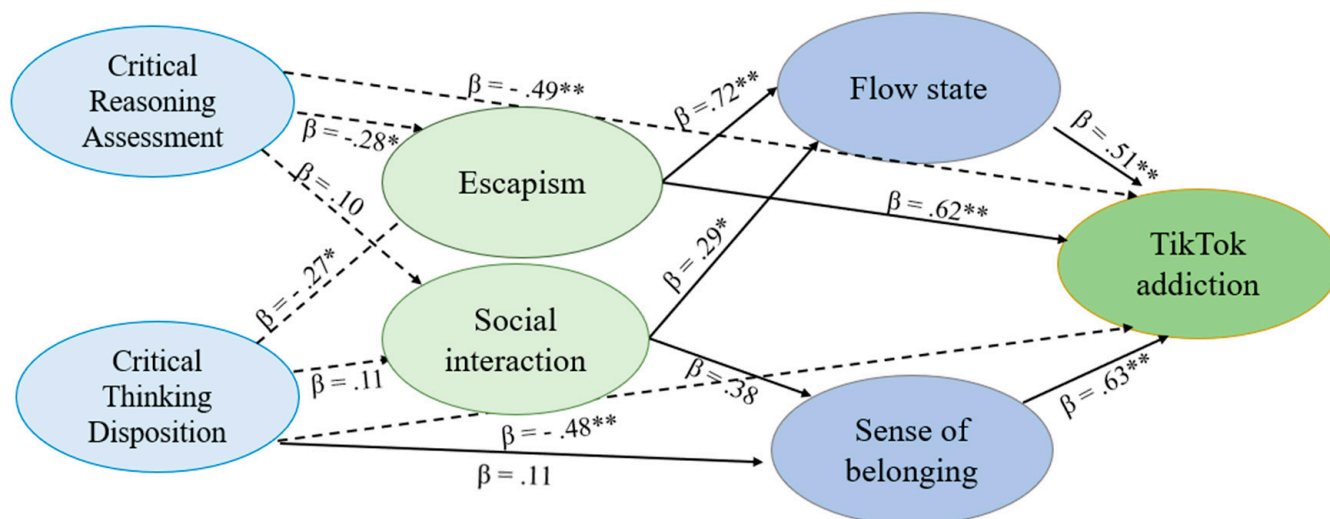 Critical
Reasoning
Assessment
β = - .49**
β = -.28*
β = .10
Escapism
β =.72**
Flow state
β = .51**
β = .62**
TikTok
addiction
β = - .27*
β = .29*
Social
interaction
Critical
Thinking
Disposition
β = .11
β=.38
β = - .48**
β = .11
Sense of
belonging
β = .63**